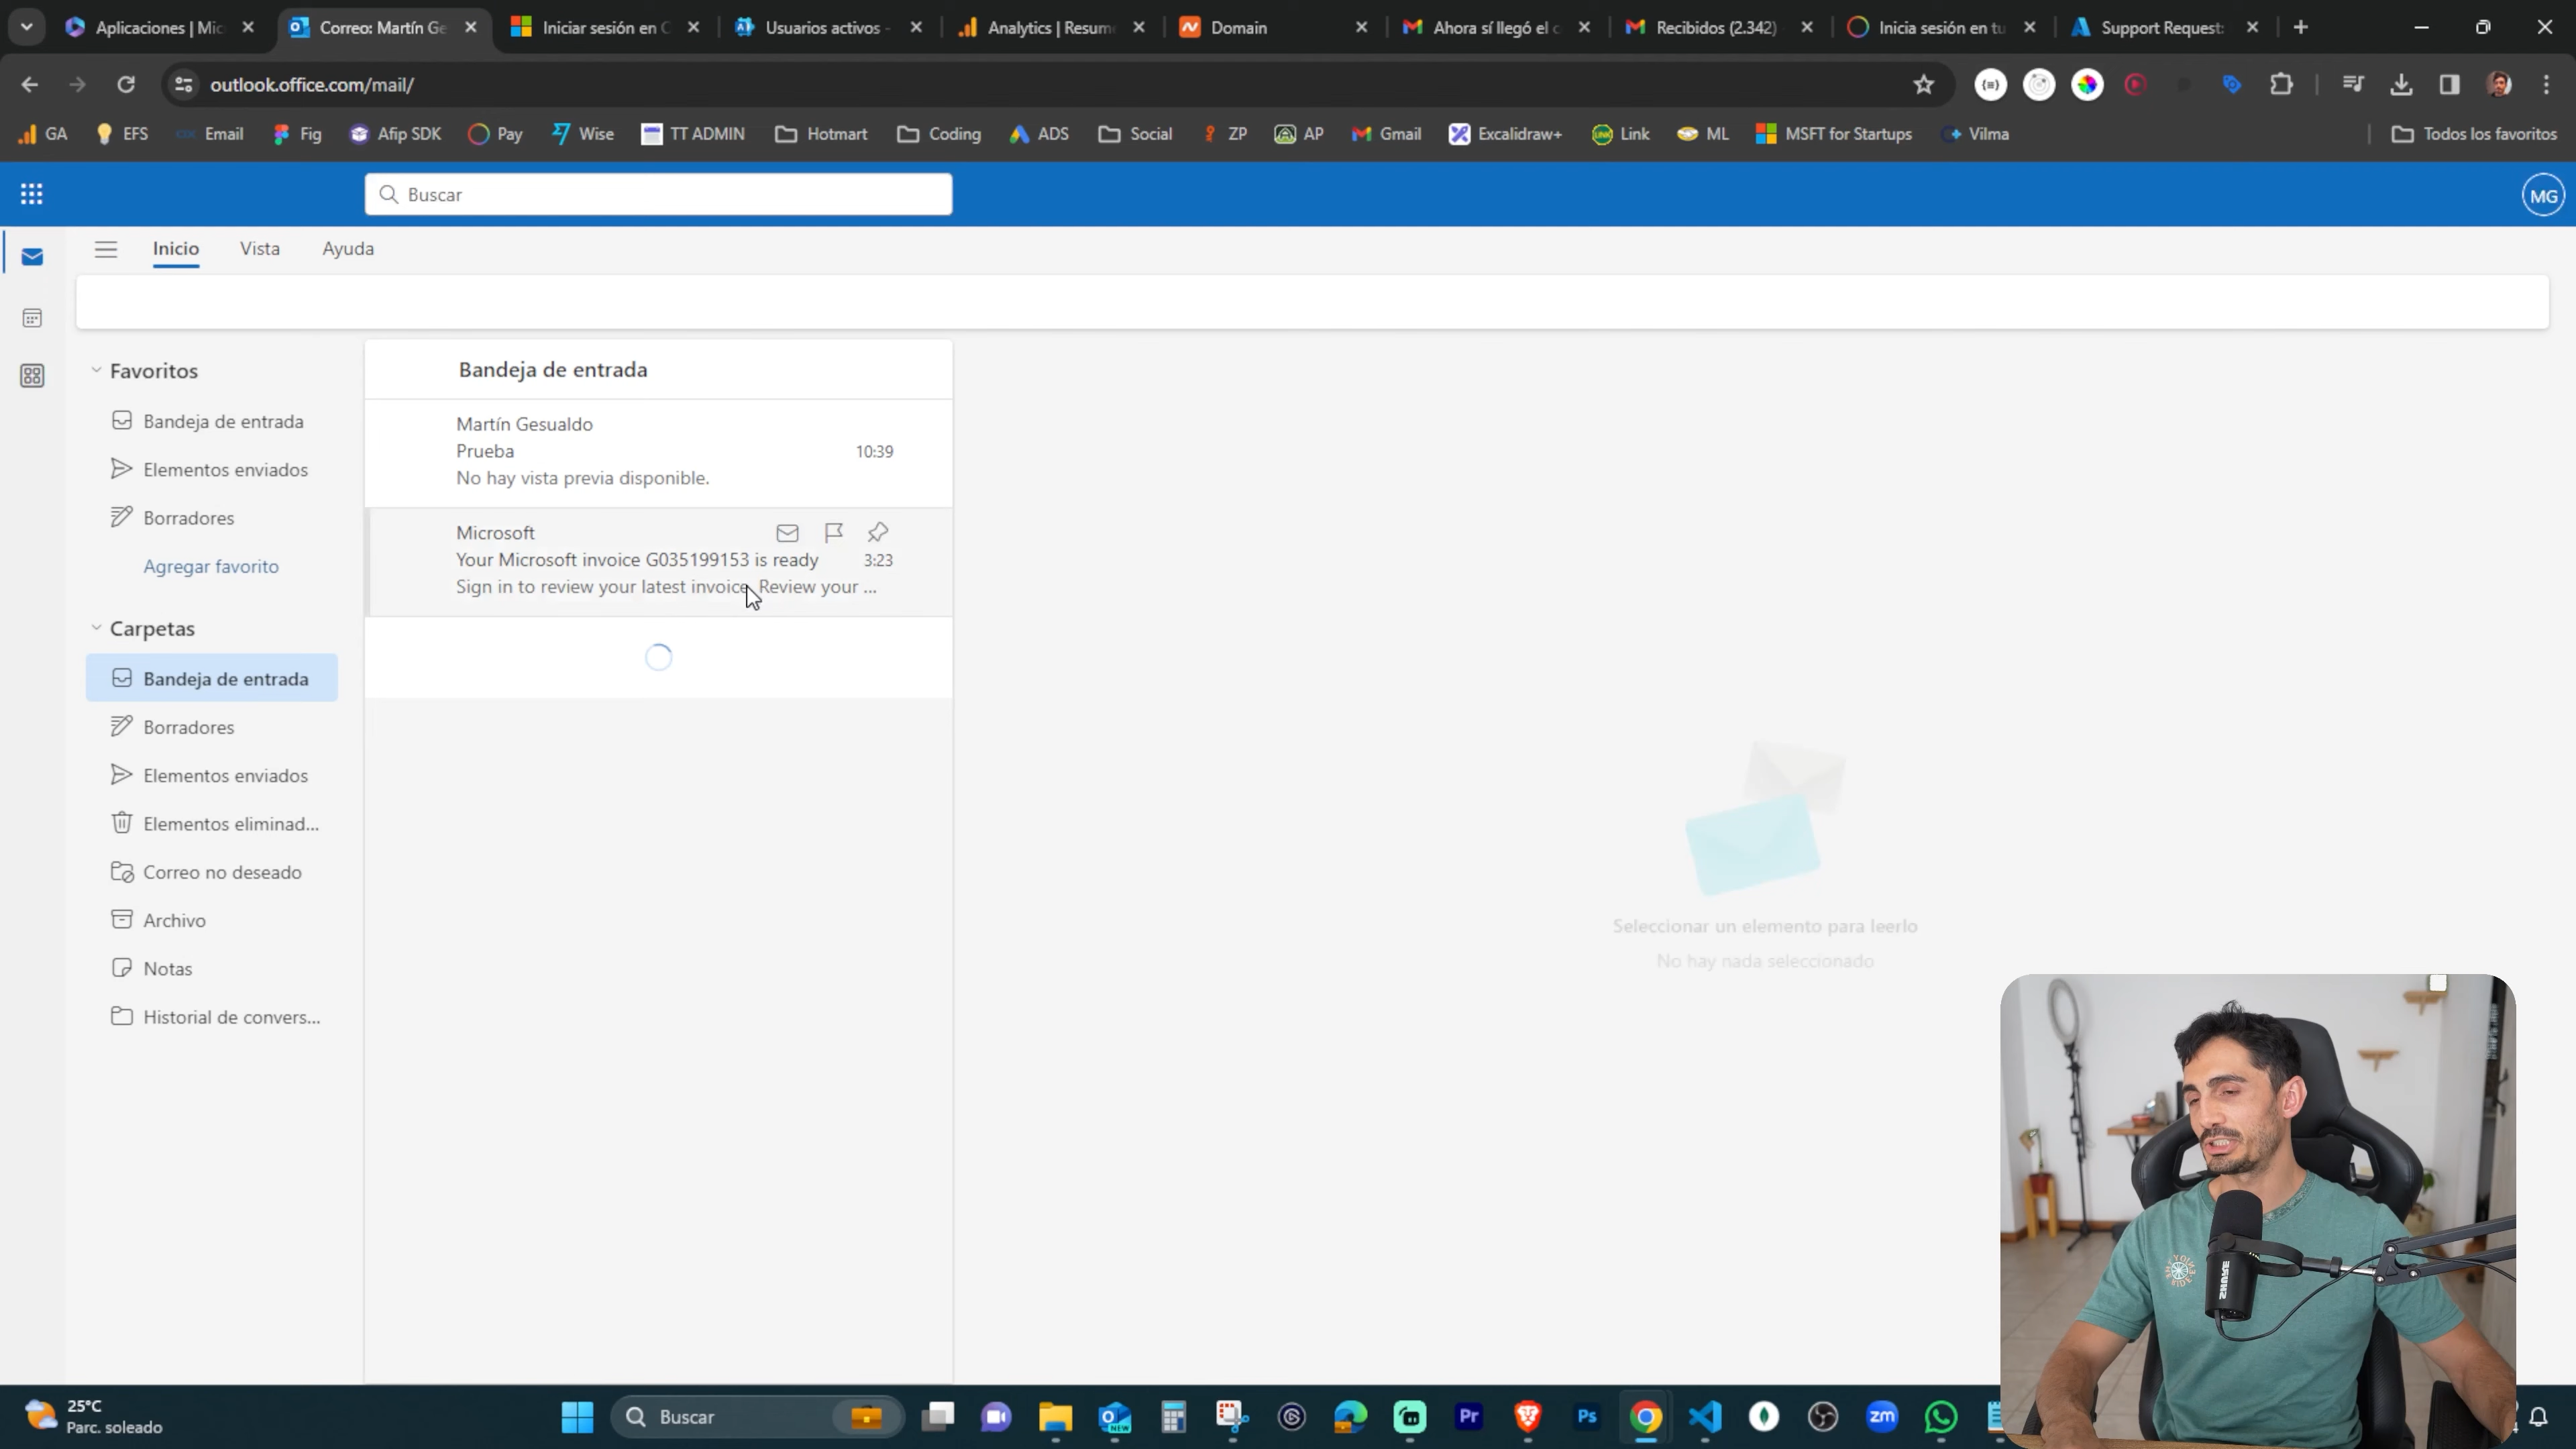 Aplicaciones | Mic
Correo: Martín Ge
Iniciar sesión en C
Usuarios activos -
Analytics | Resum
Domain
Ahora sí llegó el c
Recibidos (2.342)
Inicia sesión en tu
Support Request:
outlook.office.com/mail/
GA
EFS
Email
Fig
Afip SDK
Pay
Wise
TT ADMIN
Hotmart
Coding
ADS
Social
ZP
AP
Gmail
Excalidraw+
Link
ML
MSFT for Startups
Vilma
Todos los favoritos
Buscar
MG
Inicio
Vista
Ayuda
Favoritos
Bandeja de entrada
Elementos enviados
Borradores
Agregar favorito
Carpetas
Bandeja de entrada
Borradores
Elementos enviados
Elementos eliminad...
Correo no deseado
Archivo
Notas
Historial de convers...
Bandeja de entrada
Martín Gesualdo
Prueba 10:39
No hay vista previa disponible.
Microsoft
Your Microsoft invoice G035199153 is ready 3:23
Sign in to review your latest invoice. Review your ...
Seleccionar un elemento para leerlo
No hay nada seleccionado
SHURE
25°C
Parc. soleado
Buscar
NEW
Pr
Ps
zm